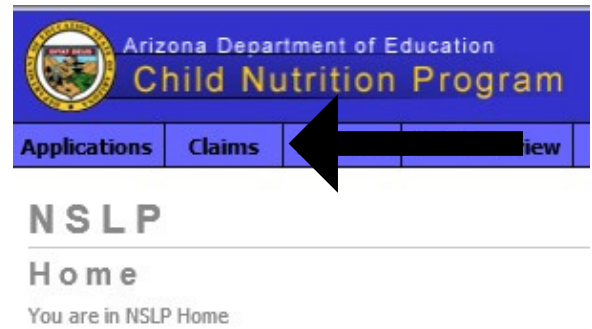 Arizona Department of Education
Child Nutrition Program
Applications Claims
NSLP
Home
You are in NSLP Home